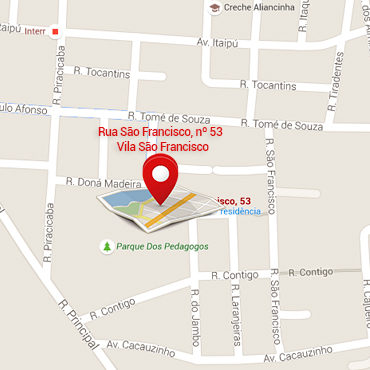 Creche Aliancinha
Itaipú
Interr
Av. Itaipú
R. Itaqu
dos
R. Piracicaba
R. Tocantins
R. Tocantins
R. Tiradentes
ulo Afonso
R. Tomé de Souza
R. Tomé de Souza
Rua São Francisco, nº 53
Vila São Francisco
R. São Francisco
R. Doná Madeira
isco, 53
residência
R. Piracicaba
Parque Dos Pedagogos
R. Contigo
R. Contigo
R. São Francisco
R. Contigo
R. Principal
R. do Jambo
R. Laranjeiras
Av. Cacauzinho
Av. Cacauzinho